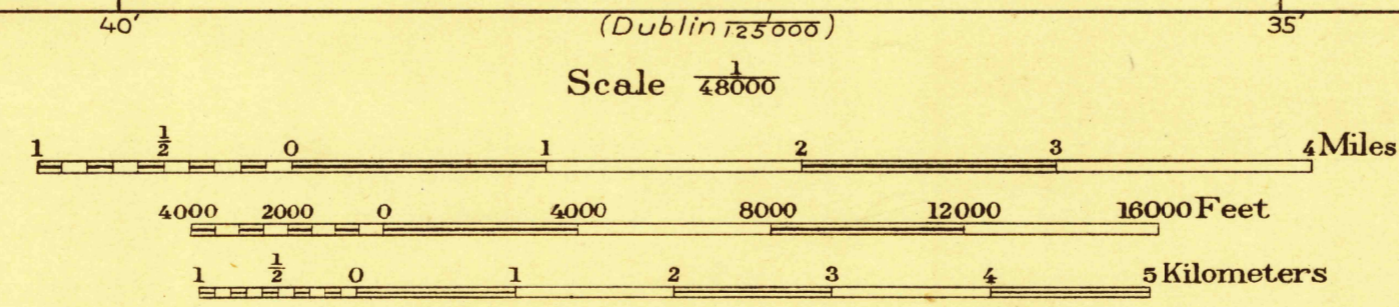 40′ (Dublin 1/125000) 35′
Scale 1/48000
1 1/2 0 1 2 3 4 Miles
4000 2000 0 4000 8000 12000 16000 Feet
1 1/2 0 1 2 3 4 5 Kilometers